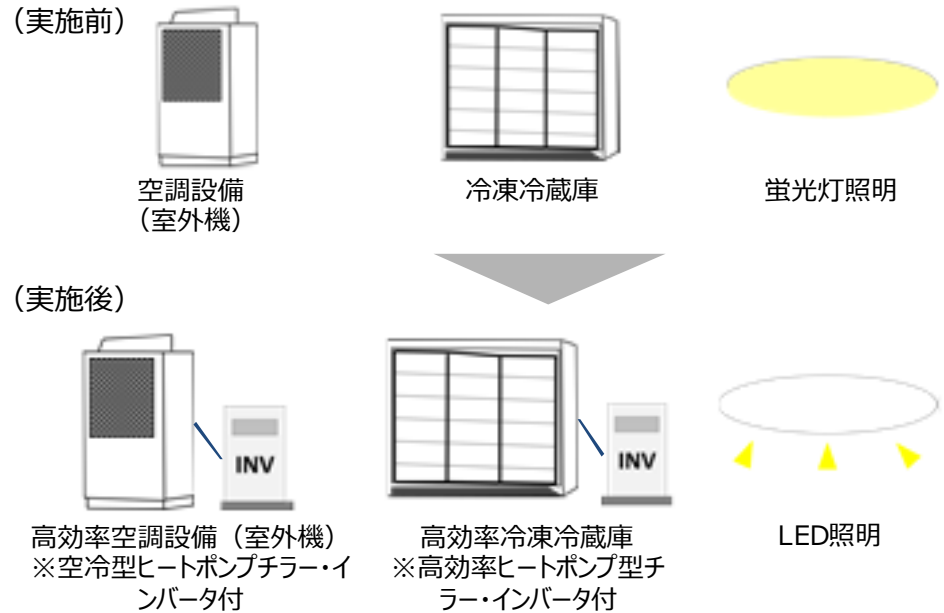 （実施前）
空調設備
（室外機）
冷凍冷蔵庫
蛍光灯照明
（実施後）
INV
INV
高効率空調設備（室外機）
※空冷型ヒートポンプチラー・イ
ンバータ付
高効率冷凍冷蔵庫
※高効率ヒートポンプ型チ
ラー・インバータ付
LED照明